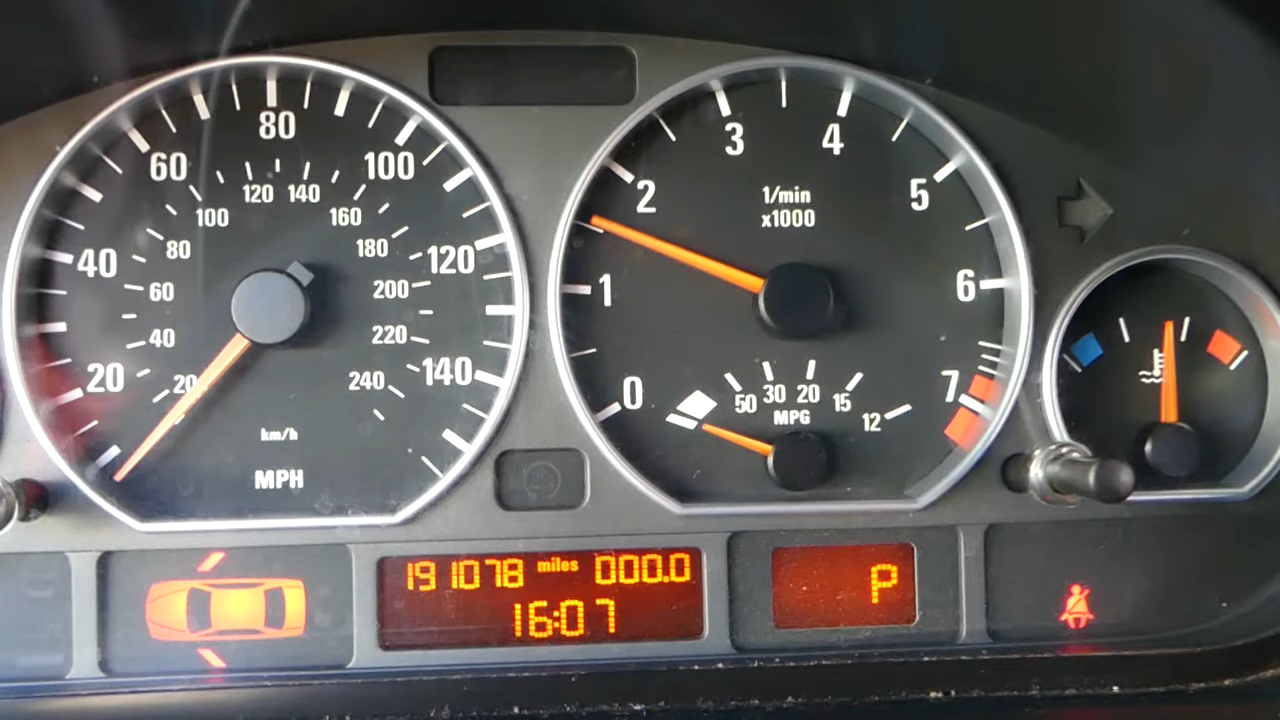 80
60 100
120 140
100 160
80 180
40 120
60 200
40 220
20 140
20 240
km/h
MPH
3 4
2 5
1/min
x1000
1 6
0 7
50 30 20 15 12
MPG
191078 miles 000.0
16:07
P